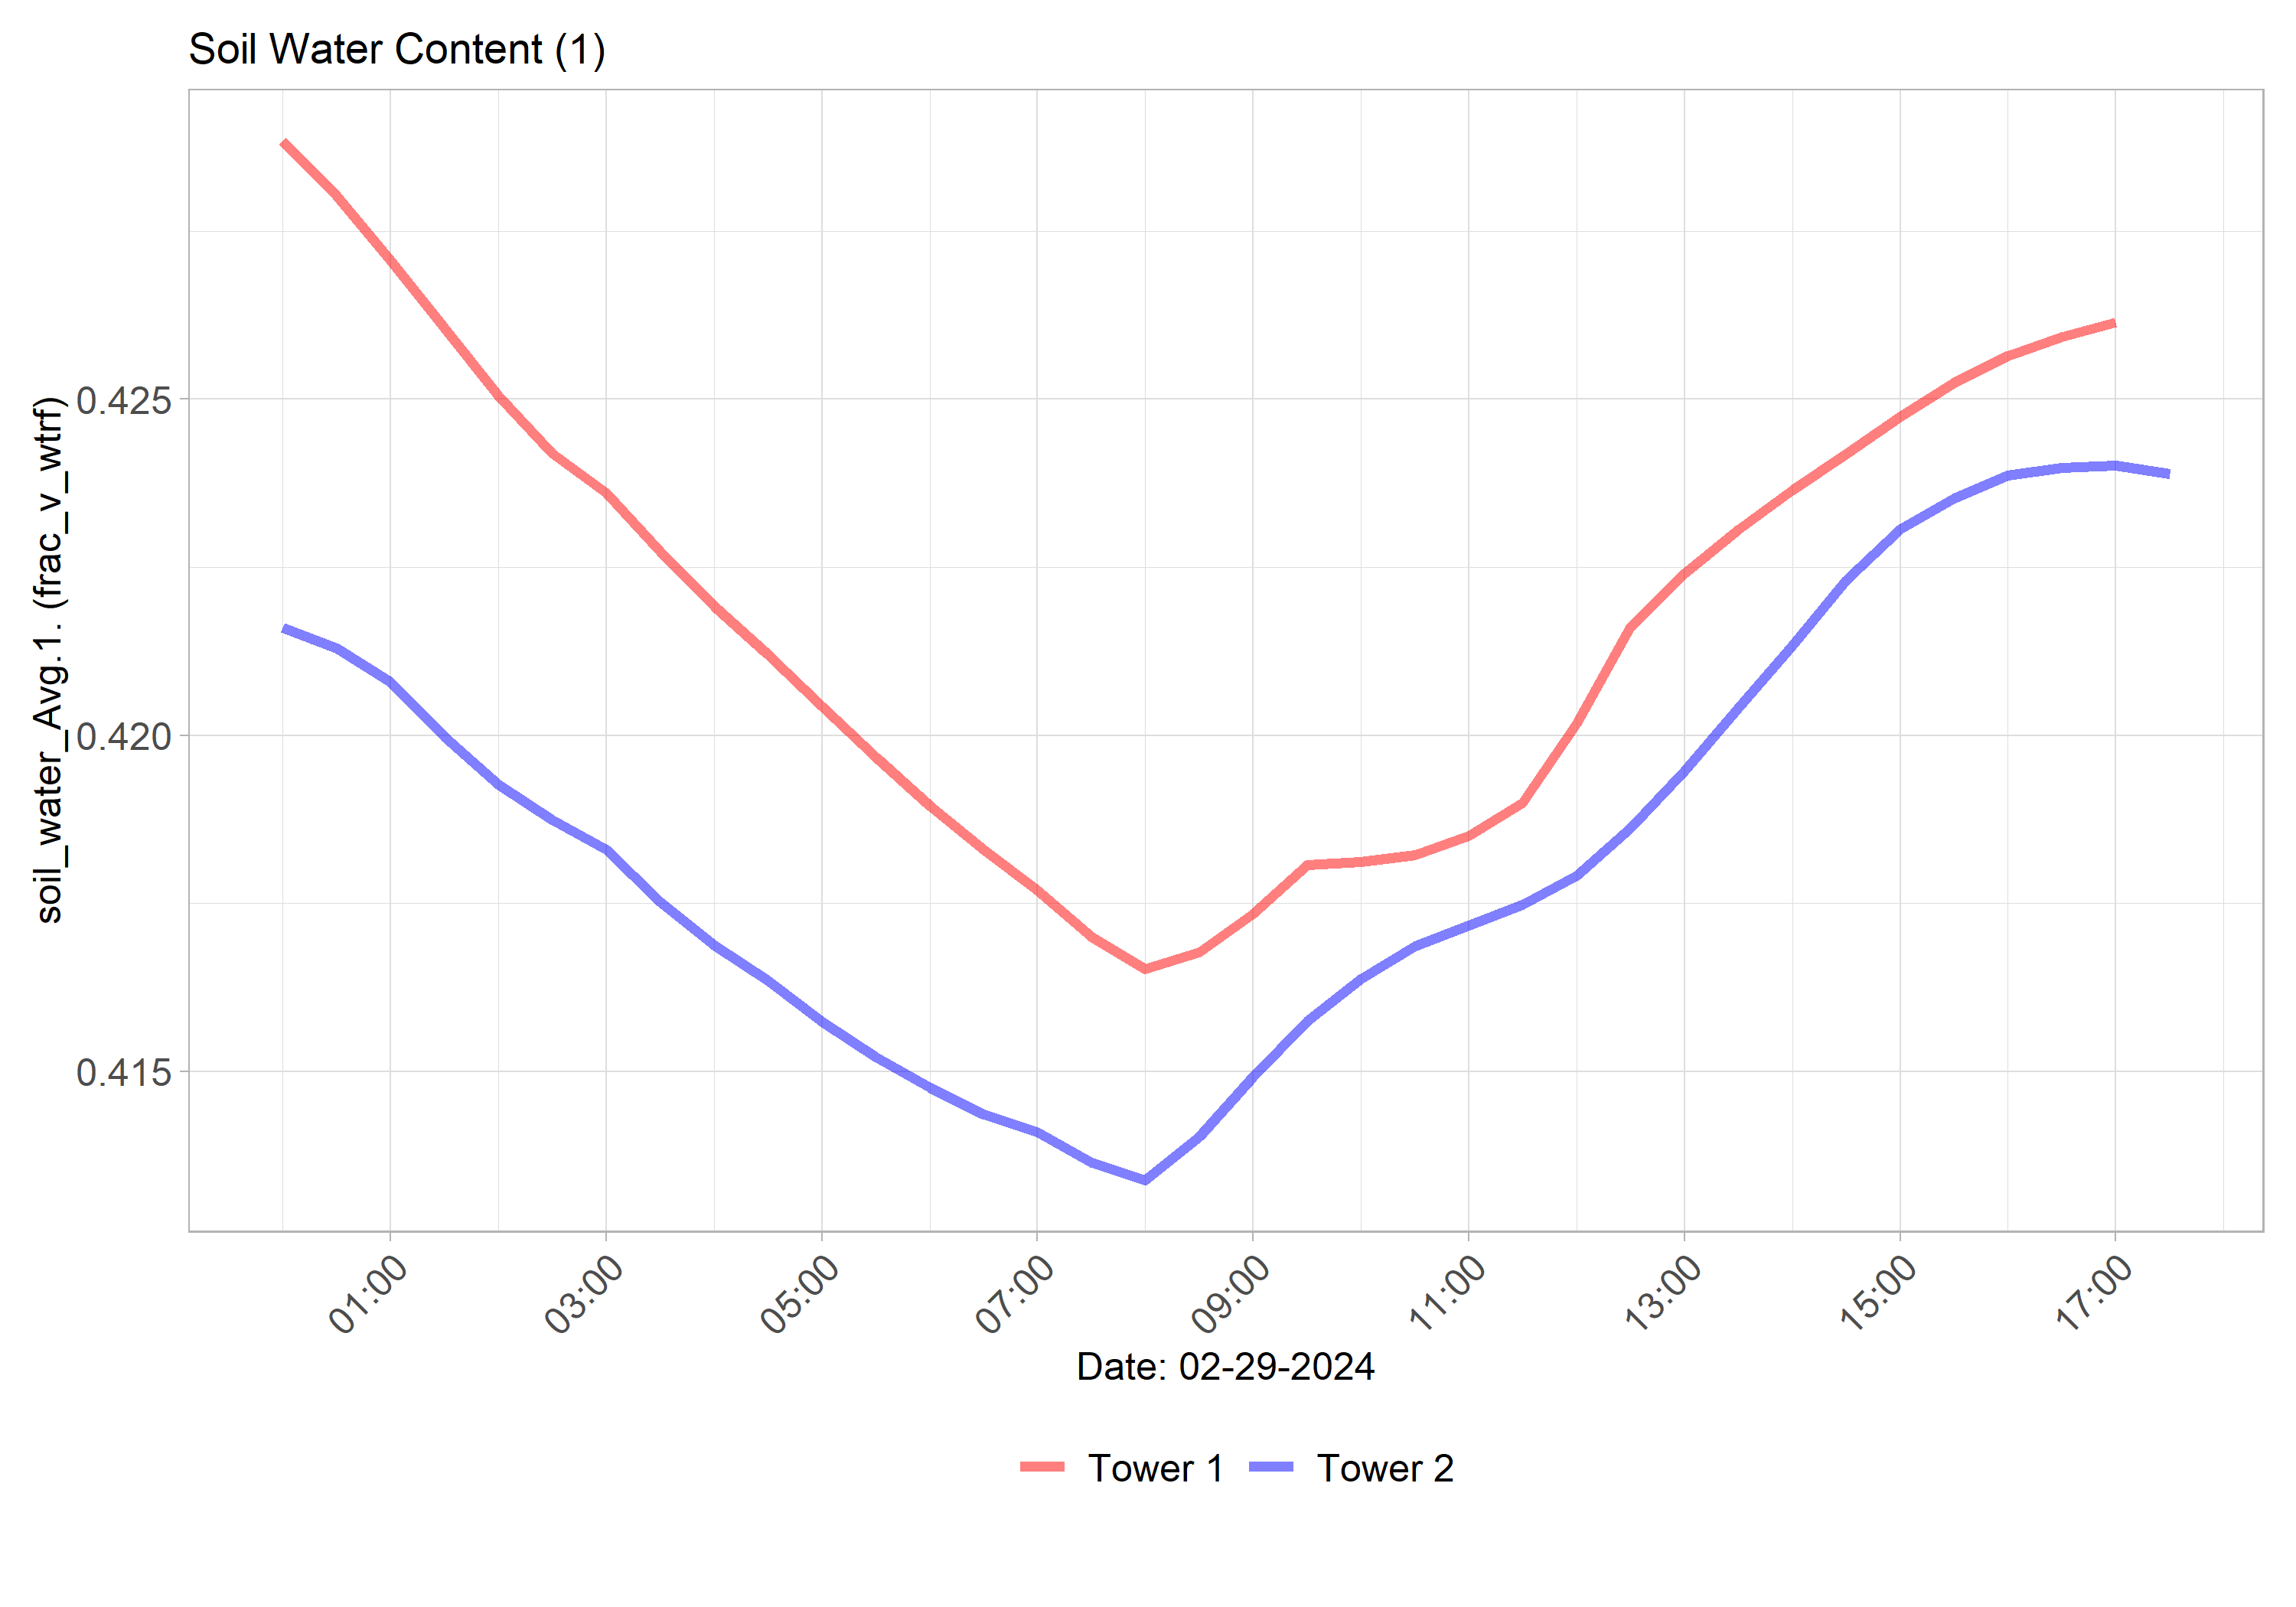 Soil Water Content (1)
soil_water_Avg.1. (frac_v_wtrf)
0.425
0.420
0.415
01:00
03:00
05:00
07:00
09:00
11:00
13:00
15:00
17:00
Date: 02-29-2024
Tower 1
Tower 2